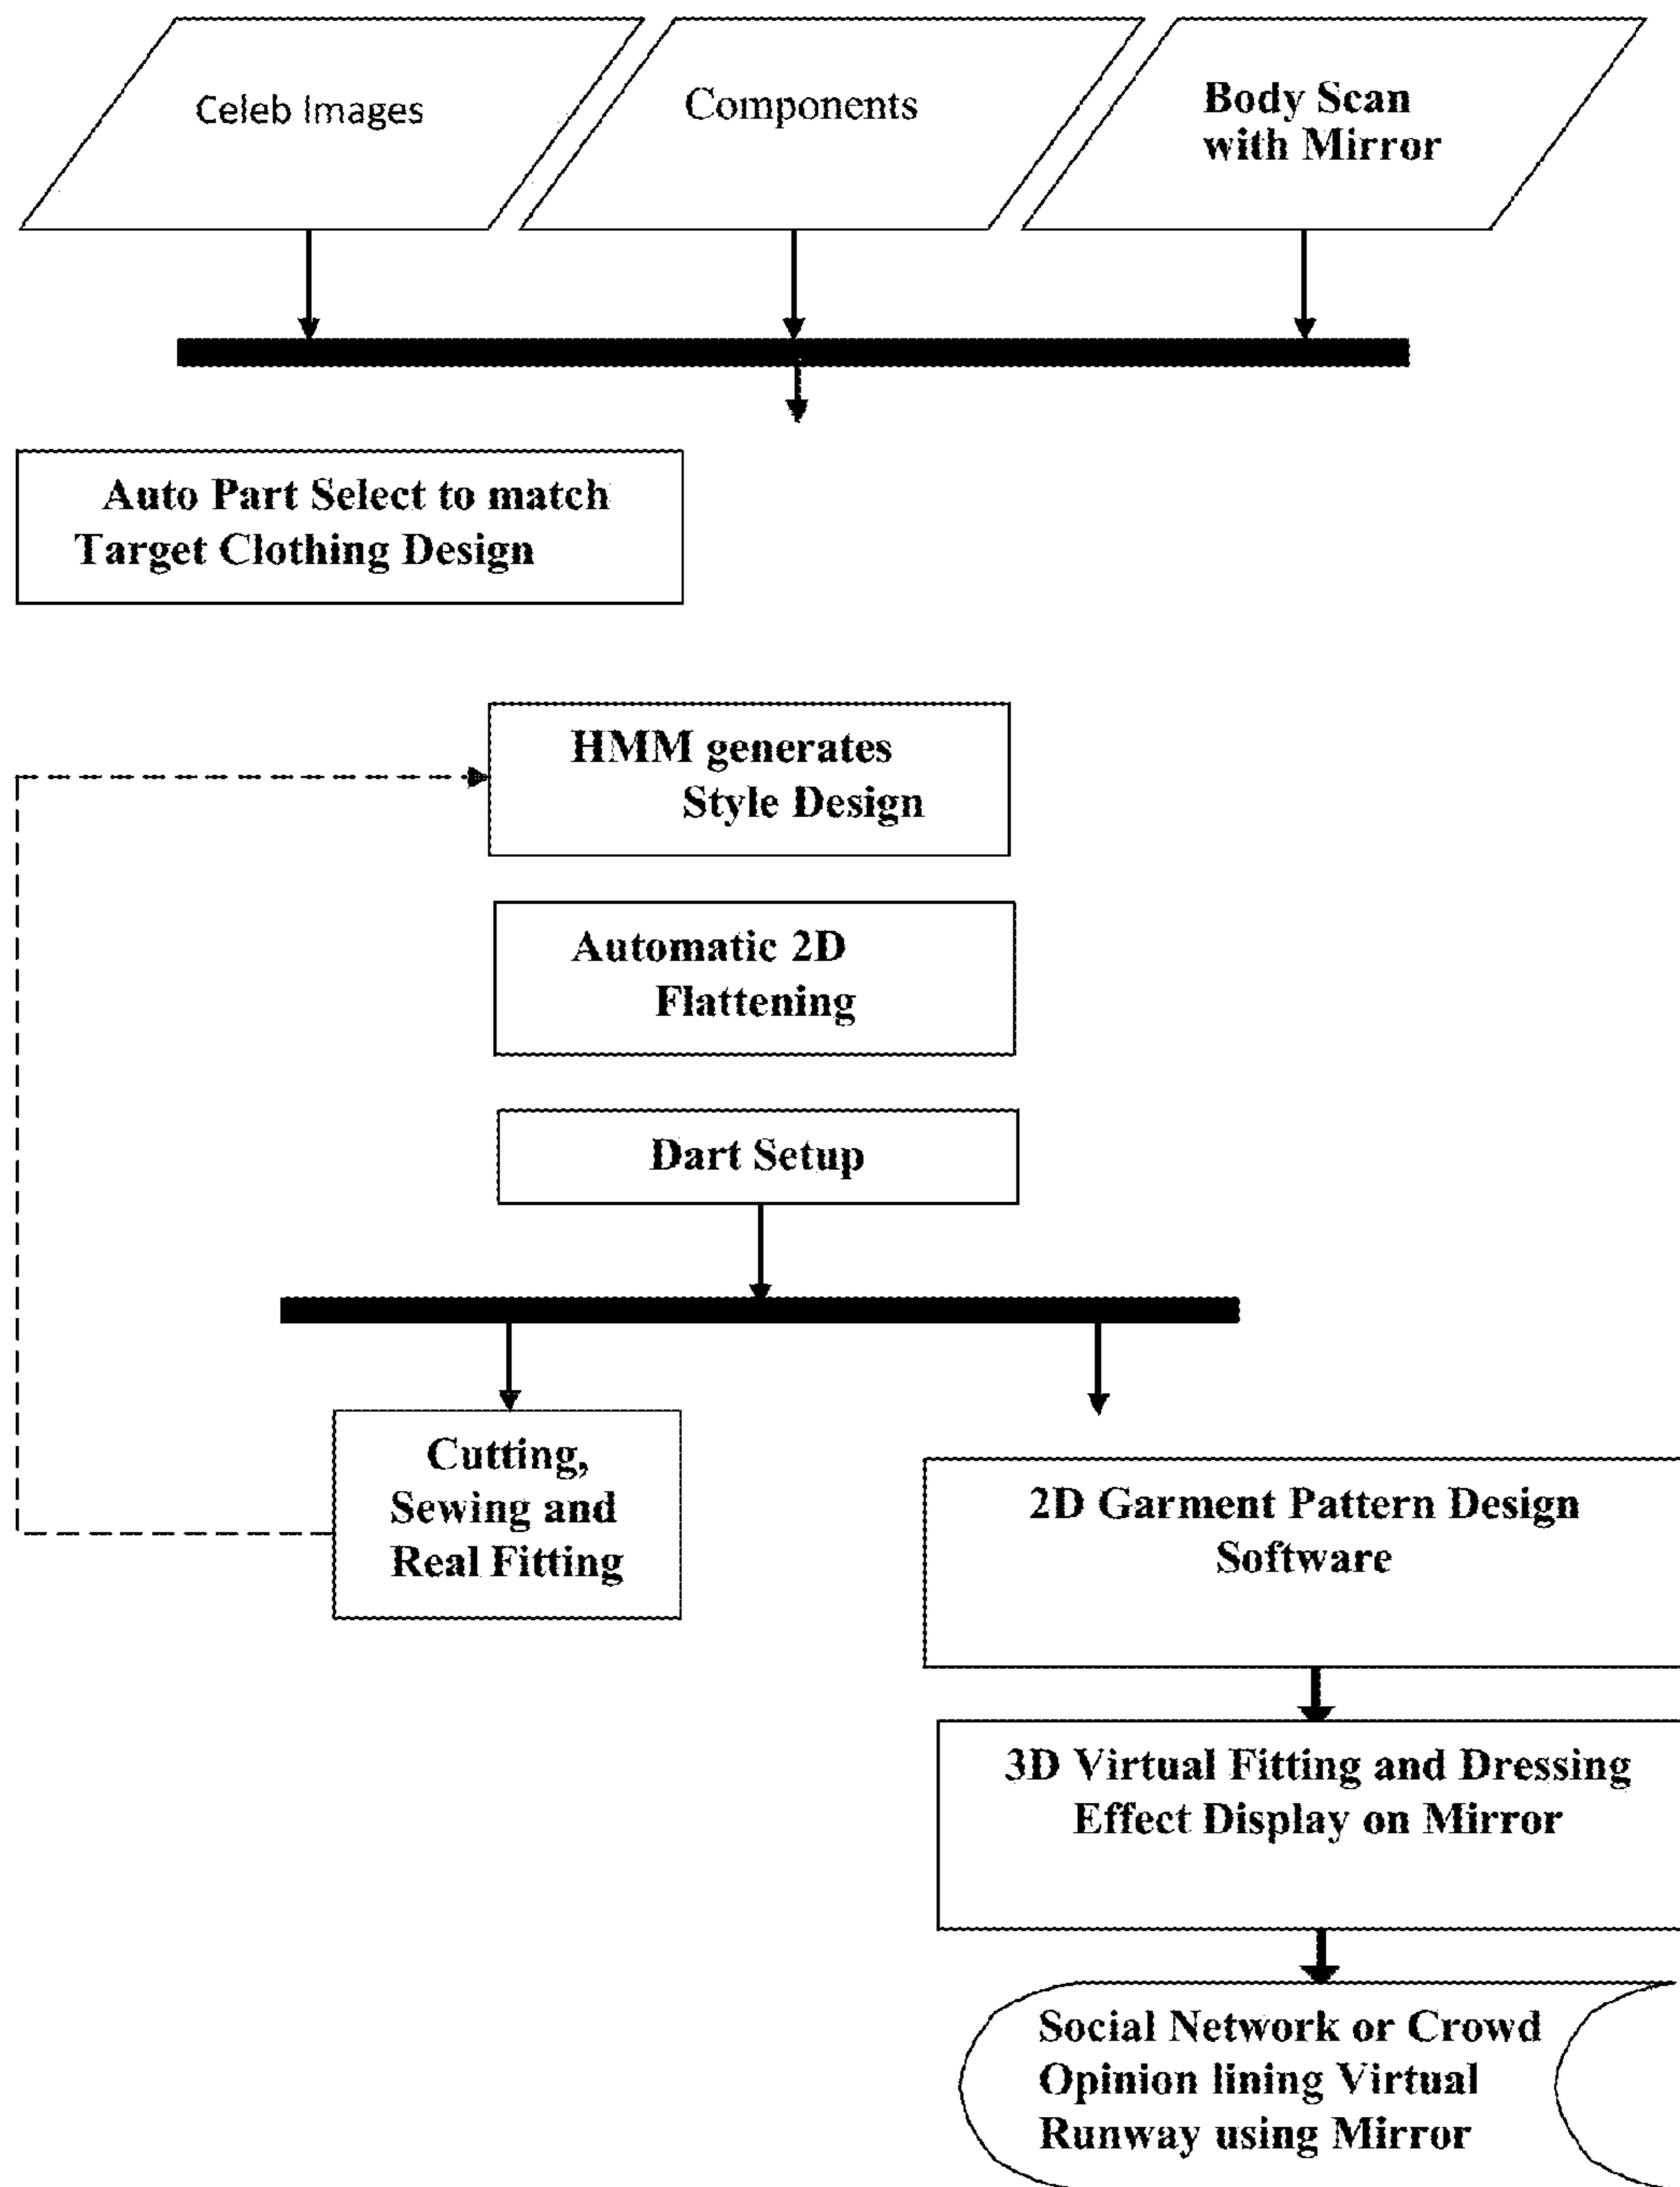 Celeb Images
Components
Body Scan
with Mirror
Auto Part Select to match
Target Clothing Design
HMM generates
Style Design
Automatic 2D
Flattening
Dart Setup
Cutting,
Sewing and
Real Fitting
2D Garment Pattern Design
Software
3D Virtual Fitting and Dressing
Effect Display on Mirror
Social Network or Crowd
Opinion lining Virtual
Runway using Mirror